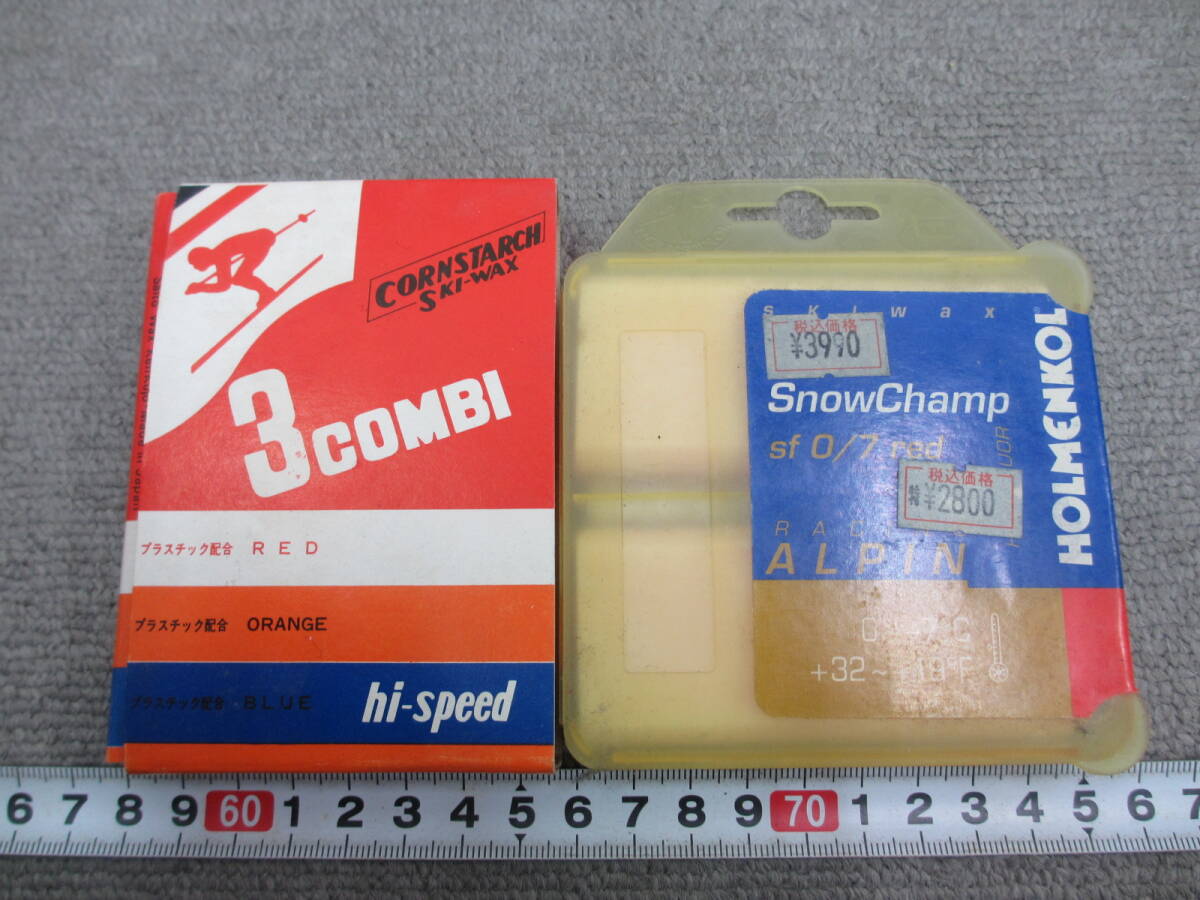 CORNSTARCH
SKI-WAX
3 COMBI
プラスチック配合 RED
プラスチック配合 ORANGE
プラスチック配合 BLUE
hi-speed
skiwax
税込価格
¥3990
SnowChamp
sf 0/7 red
税込価格
特¥2800
ALPIN
HOLMENKOL
+32~
6 7 8 9 60 1 2 3 4 5 6 7 8 9 70 1 2 3 4 5 6 7